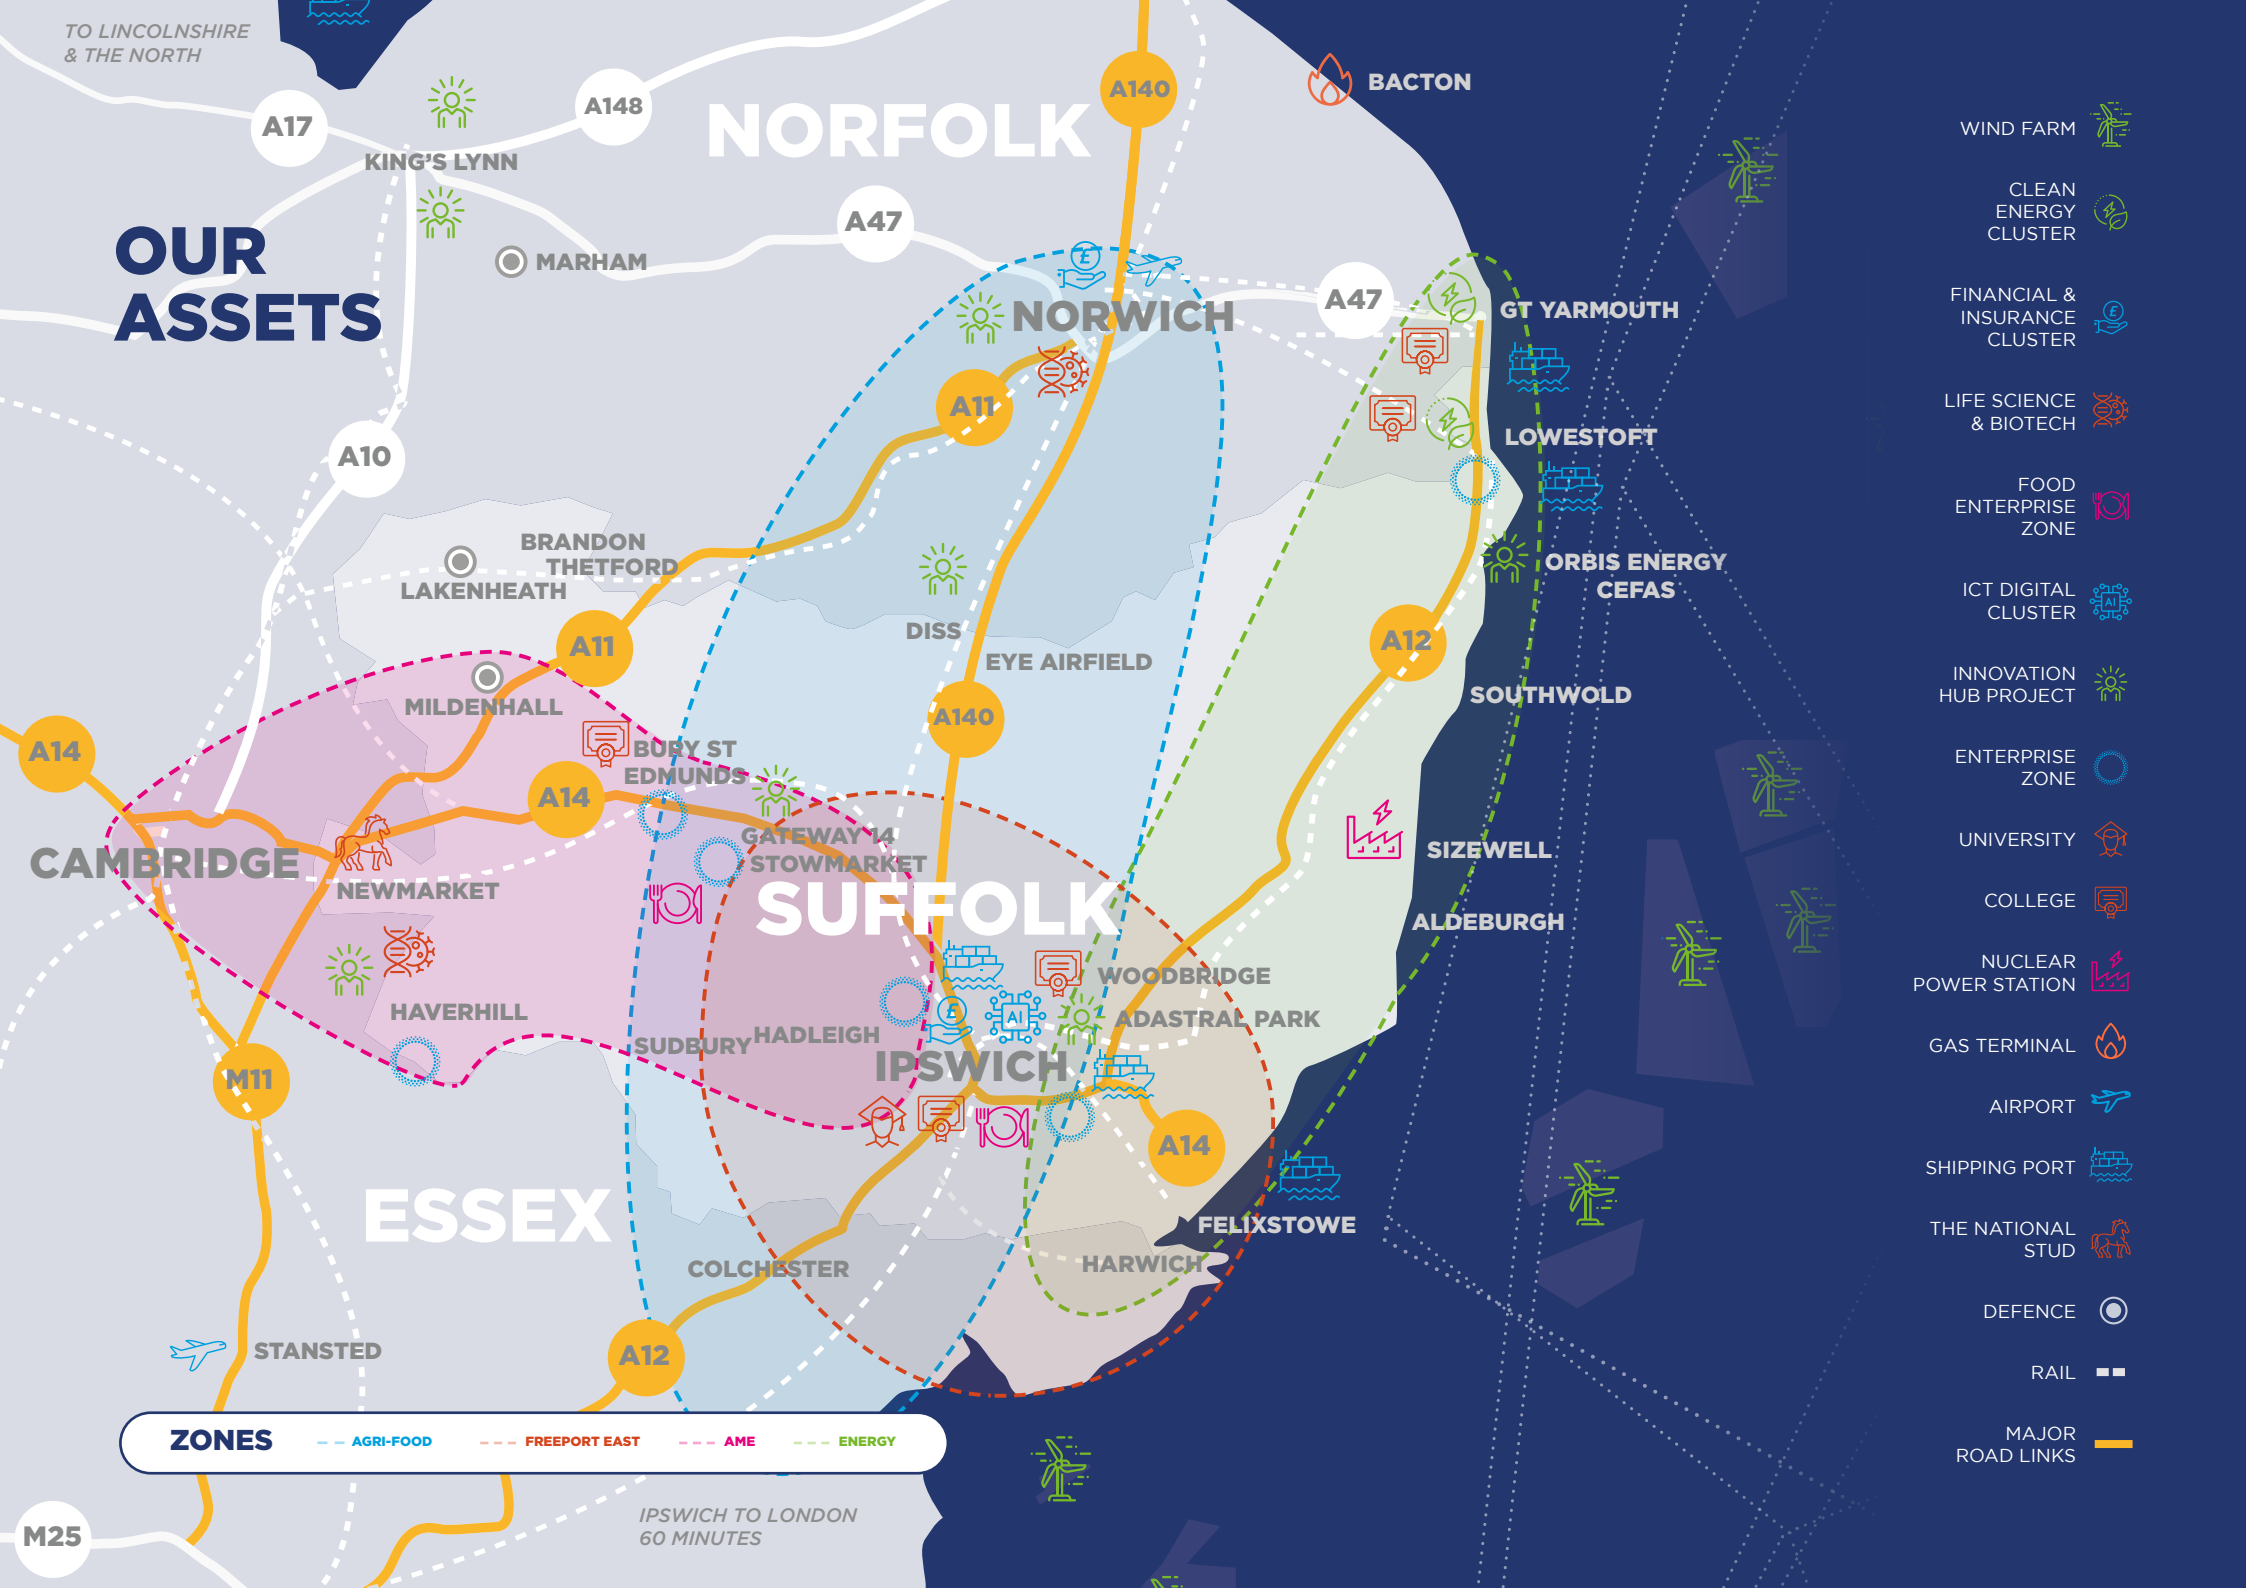 TO LINCOLNSHIRE
& THE NORTH
A140
BACTON
A148
A17
NORFOLK
KING'S LYNN
A47
OUR
ASSETS
MARHAM
NORWICH
A47
GT YARMOUTH
A11
LOWESTOFT
A10
BRANDON
THETFORD
LAKENHEATH
ORBIS ENERGY
CEFAS
DISS
A11
A12
EYE AIRFIELD
MILDENHALL
SOUTHWOLD
A140
A14
BURY ST
EDMUNDS
A14
GATEWAY 14
STOWMARKET
SIZEWELL
CAMBRIDGE
NEWMARKET
SUFFOLK
ALDEBURGH
WOODBRIDGE
HAVERHILL
ADASTRAL PARK
AI
SUDBURY
HADLEIGH
IPSWICH
M11
A14
ESSEX
FELIXSTOWE
COLCHESTER
HARWICH
STANSTED
A12
ZONES
AGRI-FOOD
FREEPORT EAST
AME
ENERGY
IPSWICH TO LONDON
60 MINUTES
M25
WIND FARM
CLEAN
ENERGY
CLUSTER
FINANCIAL &
INSURANCE
CLUSTER
£
LIFE SCIENCE
& BIOTECH
FOOD
ENTERPRISE
ZONE
ICT DIGITAL
CLUSTER
AI
INNOVATION
HUB PROJECT
ENTERPRISE
ZONE
UNIVERSITY
COLLEGE
NUCLEAR
POWER STATION
GAS TERMINAL
AIRPORT
SHIPPING PORT
THE NATIONAL
STUD
DEFENCE
RAIL
MAJOR
ROAD LINKS